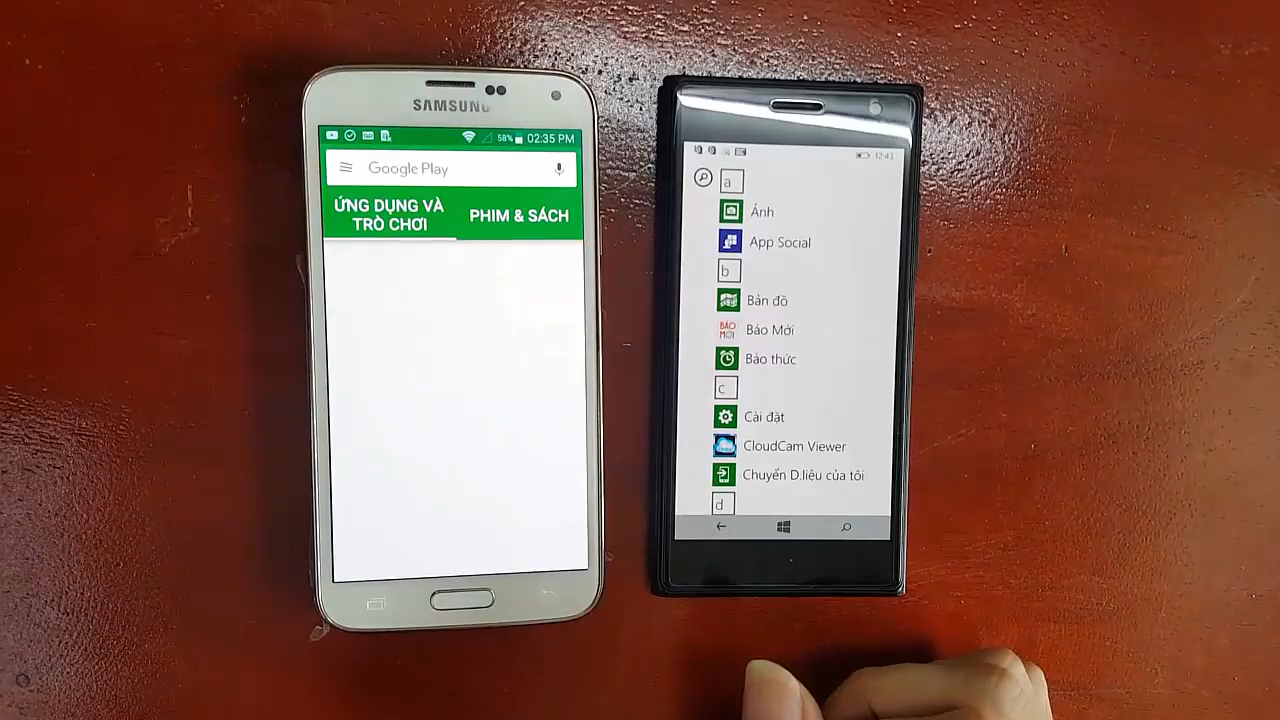 SAMSUNG
58% 02:35 PM
Google Play
ỨNG DỤNG VÀ
TRÒ CHƠI
PHIM & SÁCH
12:43
a
Ảnh
App Social
b
Bản đồ
BÁO
MỚI
Báo Mới
Báo thức
c
Cài đặt
CloudCam Viewer
Chuyển D.liệu của tôi
d